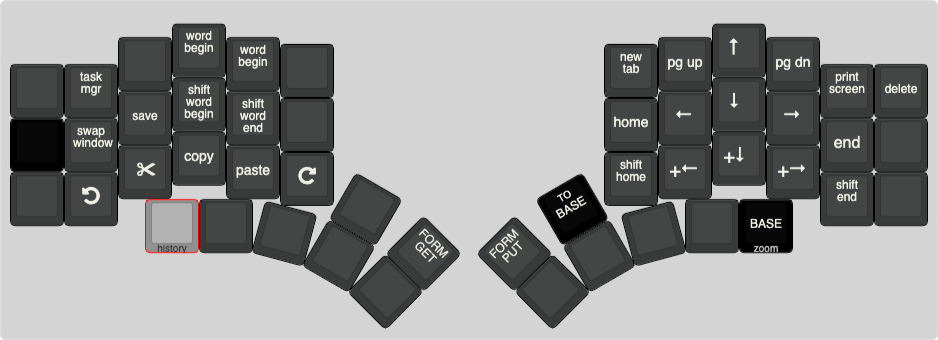 word
begin
word
begin
task
mgr
shift
word
begin
save
shift
word
end
swap
window
copy
paste
history
FORM
GET
new
tab
pg up
↑
pg dn
print
screen
delete
home
←
↓
→
end
shift
home
+←
+↓
+→
shift
end
TO
BASE
FORM
PUT
BASE
zoom